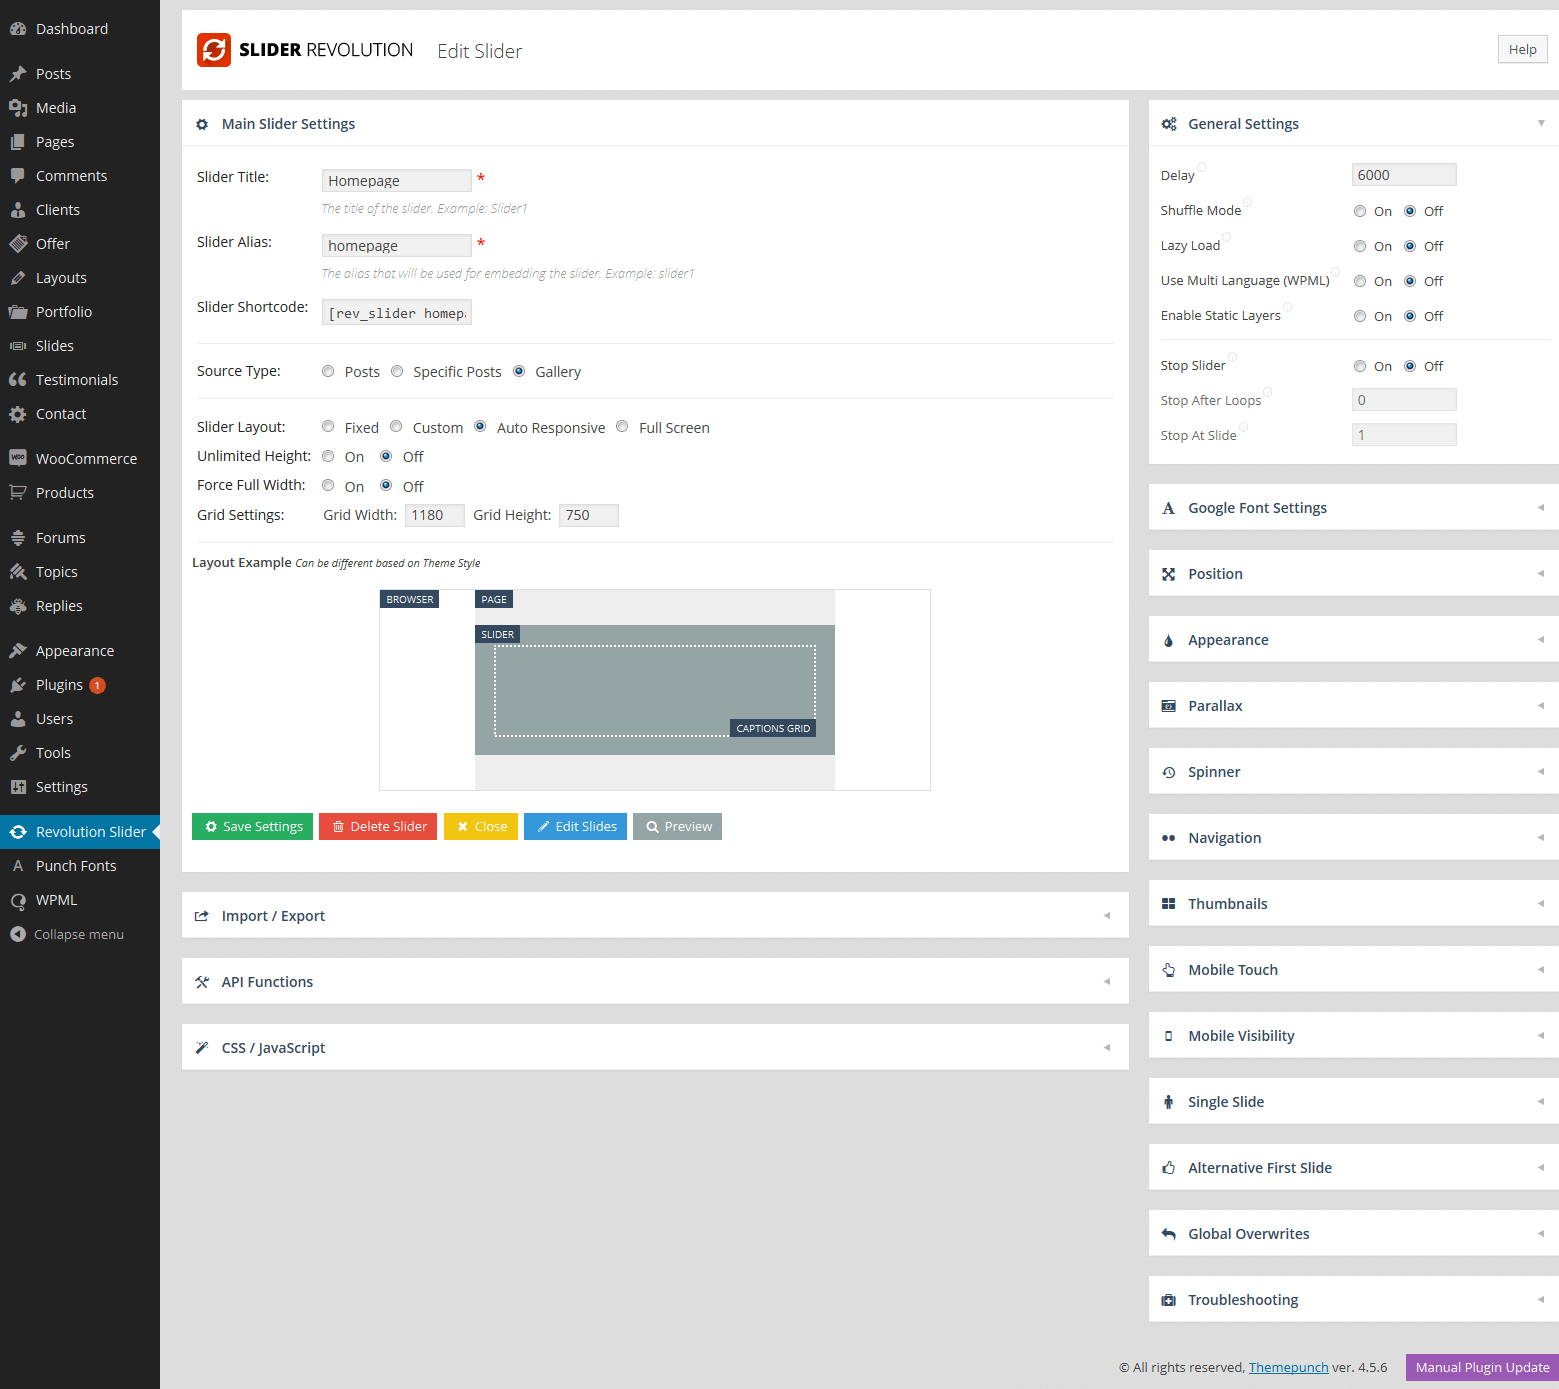 Dashboard
Posts
Media
Pages
Comments
Clients
Offer
Layouts
Portfolio
Slides
Testimonials
Contact
WooCommerce
Products
Forums
Topics
Replies
Appearance
Plugins 1
Users
Tools
Settings
Revolution Slider
Punch Fonts
WPML
Collapse menu
SLIDER REVOLUTION Edit Slider
Help
Main Slider Settings
Slider Title: Homepage *
The title of the slider. Example: Slider1
Slider Alias: homepage *
The alias that will be used for embedding the slider. Example: slider1
Slider Shortcode: [rev_slider homepa
Source Type: Posts Specific Posts Gallery
Slider Layout: Fixed Custom Auto Responsive Full Screen
Unlimited Height: On Off
Force Full Width: On Off
Grid Settings: Grid Width: 1180 Grid Height: 750
Layout Example Can be different based on Theme Style
BROWSER PAGE
SLIDER
CAPTIONS GRID
Save Settings Delete Slider Close Edit Slides Preview
Import / Export
API Functions
CSS / JavaScript
General Settings
Delay 6000
Shuffle Mode On Off
Lazy Load On Off
Use Multi Language (WPML) On Off
Enable Static Layers On Off
Stop Slider On Off
Stop After Loops 0
Stop At Slide 1
Google Font Settings
Position
Appearance
Parallax
Spinner
Navigation
Thumbnails
Mobile Touch
Mobile Visibility
Single Slide
Alternative First Slide
Global Overwrites
Troubleshooting
© All rights reserved, Themepunch ver. 4.5.6 Manual Plugin Update